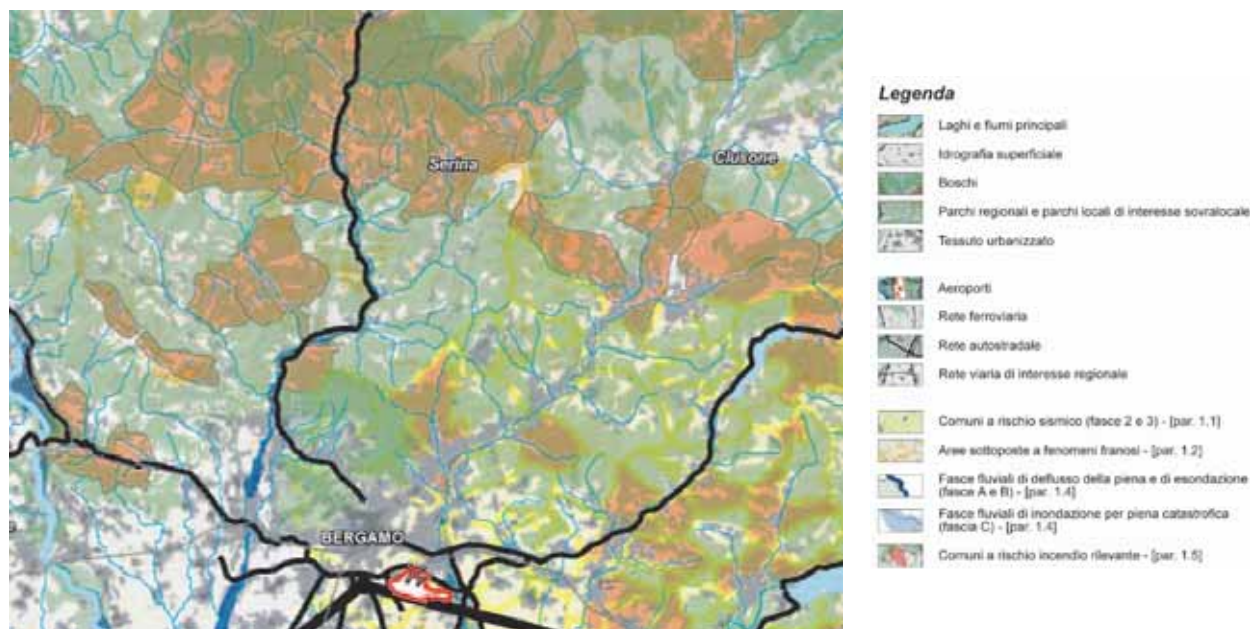 Serina
Clusone
BERGAMO
Legenda
Laghi e fiumi principali
Idrografia superficiale
Boschi
Parchi regionali e parchi locali di interesse sovralocale
Tessuto urbanizzato
Aeroporti
Rete ferroviaria
Rete autostradale
Rete viaria di interesse regionale
Comuni a rischio sismico (fasce 2 e 3) - [par. 1.1]
Aree sottoposte a fenomeni franosi - [par. 1.2]
Fasce fluviali di deflusso della piena e di esondazione
(fasce A e B) - [par. 1.4]
Fasce fluviali di inondazione per piena catastrofica
(fascia C) - [par. 1.4]
Comuni a rischio incendio rilevante - [par. 1.5]